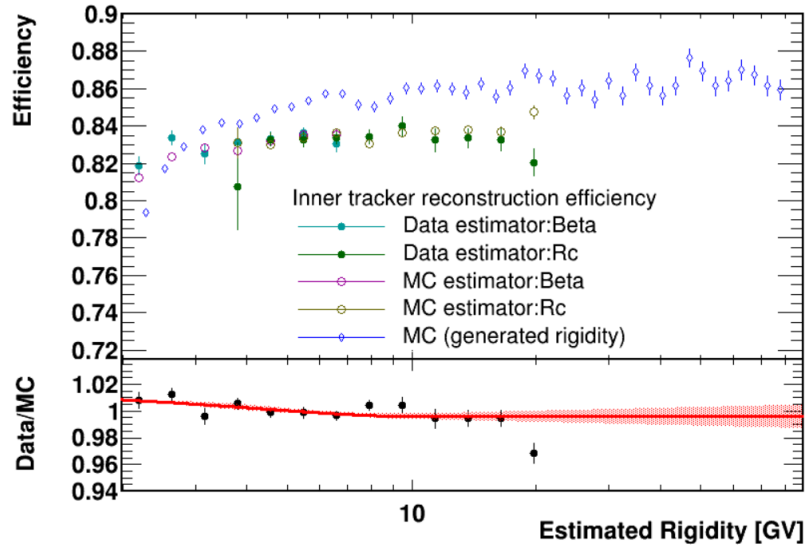 Efficiency
0.9
0.88
0.86
0.84
0.82
0.8
0.78
0.76
0.74
0.72
Inner tracker reconstruction efficiency
Data estimator:Beta
Data estimator:Rc
MC estimator:Beta
MC estimator:Rc
MC (generated rigidity)
Data/MC
1.02
1
0.98
0.96
0.94
10
Estimated Rigidity [GV]